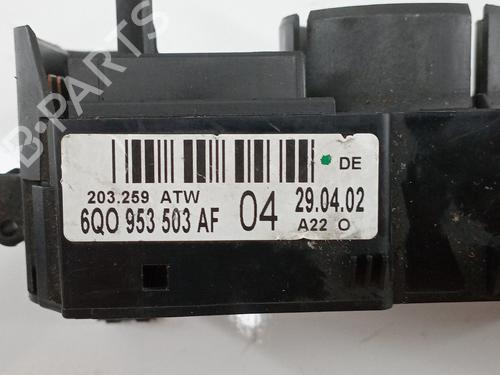 B-PARTS
DE
203.259 ATW
6Q0 953 503 AF 04 29.04.02
A22 O